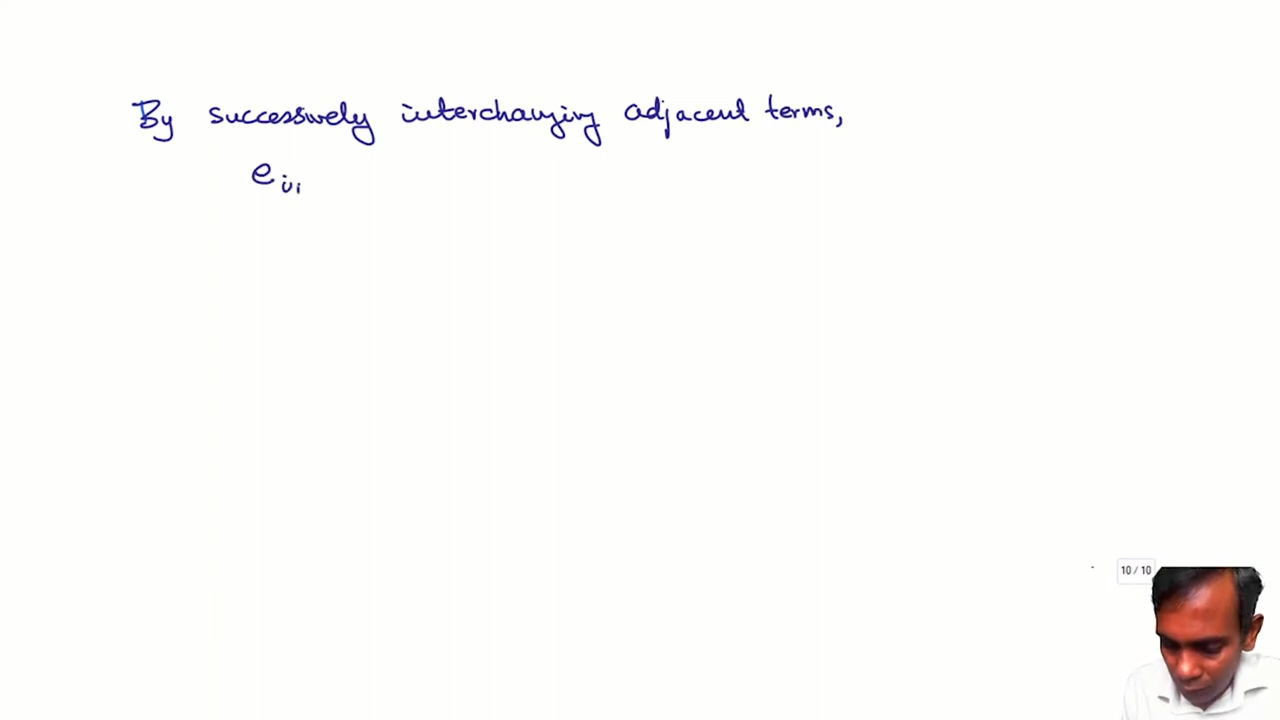 By successively interchanging adjacent terms,
e
10 / 10